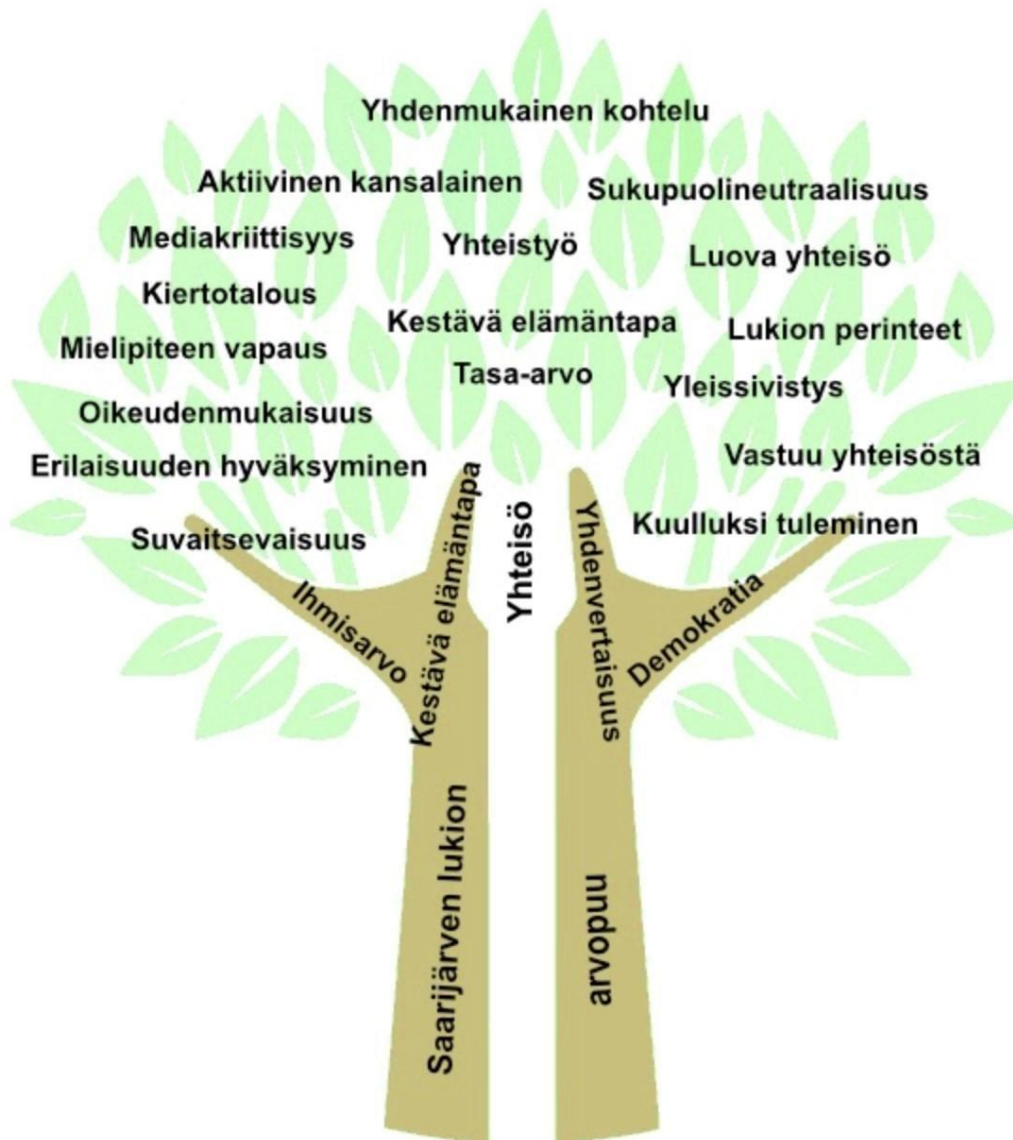 Yhdenmukainen kohtelu
Aktiivinen kansalainen
Sukupuolineutraalisuus
Mediakriittisyys
Yhteistyö
Luova yhteisö
Kiertotalous
Kestävä elämäntapa
Lukion perinteet
Mielipiteen vapaus
Tasa-arvo
Yleissivistys
Oikeudenmukaisuus
Erilaisuuden hyväksyminen
Vastuu yhteisöstä
Suvaitsevaisuus
Kuulluksi tuleminen
Ihmisarvo
Kestävä elämäntapa
Yhteisö
Yhdenvertaisuus
Demokratia
Saarijärven lukion
arvopuu